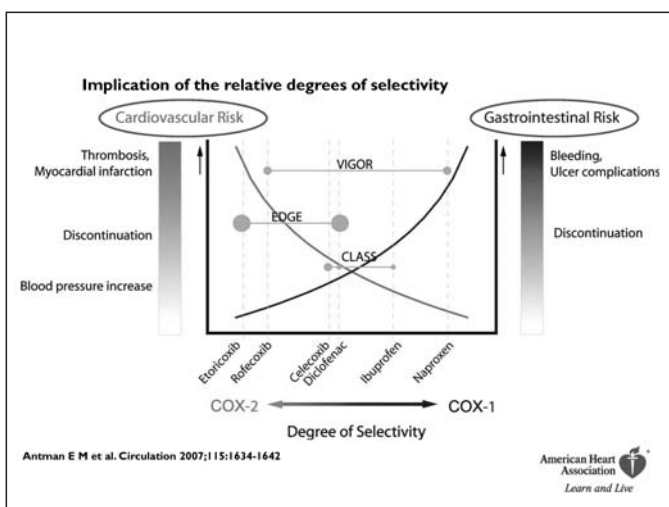 Implication of the relative degrees of selectivity
Cardiovascular Risk
Gastrointestinal Risk
Thrombosis,
Myocardial infarction
Discontinuation
Blood pressure increase
VIGOR
EDGE
CLASS
Bleeding,
Ulcer complications
Discontinuation
Etoricoxib
Rofecoxib
Celecoxib
Diclofenac
Ibuprofen
Naproxen
COX-2
COX-1
Degree of Selectivity
Antman E M et al. Circulation 2007;115:1634-1642
American Heart
Association
Learn and Live